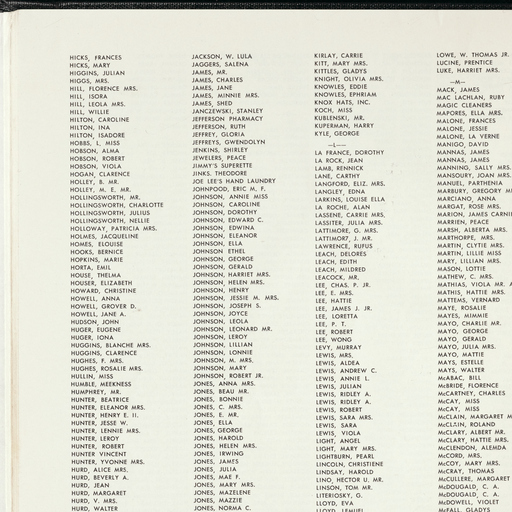 HICKS, FRANCES
HICKS, MARY
HIGGINS, JULIAN
HIGGS, MRS.
HILL, FLORENCE MRS.
HILL, ISORA
HILL, LEOLA MRS.
HILL, WILLIE
HILTON, CAROLINE
HILTON, INA
HILTON, ISADORE
HOBBS, L, MISS
HOBSON, ALMA
HOBSON, ROBERT
HOBSON, VIOLA
HOGAN, CLARENCE
HOLLEY, B. MR.
HOLLEY, M. E. MR.
HOLLINGSWORTH, MR.
HOLLINGSWORTH, CHARLOTTE
HOLLINGSWORTH, JULIUS
HOLLINGSWORTH, NELLIE
HOLLOWAY, PATRICIA MRS.
HOLMES, JACQUELINE
HOMES, ELOUISE
HOOKS, BERNICE
HOPKINS, MARIE
HORTA, EMIL
HOUSE, THELMA
HOUSER, ELIZABETH
HOWARD, CHRISTINE
HOWELL, ANNA
HOWELL, GROVER D.
HOWELL, JANE A.
HUDSON, JOHN
HUGER, EUGENE
HUGER, IONA
HUGGINS, BLANCHE MRS.
HUGGINS, CLARENCE
HUGHES, F. MRS.
HUGHES, ROSALIE MRS.
HULLIN, MISS
HUMBLE, MEEKNESS
HUMPHREY, MR.
HUNTER, BEATRICE
HUNTER, ELEANOR MRS.
HUNTER, HENRY E. II.
HUNTER, JESSE W.
HUNTER, LENNIE MRS.
HUNTER, LEROY
HUNTER, ROBERT
HUNTER VINCENT
HUNTER, YVONNE MRS.
HURD, ALICE MRS.
HURD, BEVERLY A.
HURD, JEAN
HURD, MARGARET
HURD, V. MRS.
HURD, WALTER
JACKSON, W. LULA
JAGGERS, SALENA
JAMES, MR.
JAMES, CHARLES
JAMES, JANE
JAMES, MINNIE MRS.
JAMES, SHED
JANCZEWSKI, STANLEY
JEFFERSON PHARMACY
JEFFERSON, RUTH
JEFFREY, GLORIA
JEFFREYS, GWENDOLYN
JENKINS, SHIRLEY
JEWELERS, PEACE
JIMMY'S SUPERETTE
JINKS. THEODORE
JOE LEE'S HAND LAUNDRY
JOHNPOOD, ERIC M. F.
JOHNSON, ANNIE MISS
JOHNSON, CAROLINE
JOHNSON, DOROTHY
JOHNSON, EDWARD C.
JOHNSON, EDWINA
JOHNSON, ELEANOR
JOHNSON, ELLA
JOHNSON ETHEL
JOHNSON, GEORGE
JOHNSON, GERALD
JOHNSON, HARRIET MRS.
JOHNSON, HELEN MRS.
JOHNSON, HENRY
JOHNSON, JESSIE M. MRS.
JOHNSON, JOSEPH S.
JOHNSON, JOYCE
JOHNSON, LEOLA
JOHNSON, LEONARD MR.
JOHNSON, LEROY
JOHNSON, LILLIAN
JOHNSON, LONNIE
JOHNSON, M. MRS.
JOHNSON, MARY
JOHNSON, ROBERT JR.
JONES, ANNA MRS.
JONES, BEAU MR.
JONES, BONNIE
JONES, C. MRS.
JONES, E. MR.
JONES, ELLA
JONES, GEORGE
JONES, HAROLD
JONES, HELEN MRS.
JONES, IRWING
JONES, JAMES
JONES, JULIA
JONES, MAE F.
JONES, MARY MRS.
JONES, MAZELENE
JONES, MAZZIE
JONES, NORMA C.
KIRLAY, CARRIE
KITT, MARY MRS.
KITTLES, GLADYS
KNIGHT, OLIVIA MRS.
KNOWLES, EDDIE
KNOWLES, EPHRIAM
KNOX HATS, INC.
KOCH, MISS
KUBLENSKI, MR.
KUPERMAN, HARRY
KYLE, GEORGE
—L—
LA FRANCE, DOROTHY
LA ROCK, JEAN
LAMB, RENNICK
LANE, CARTHY
LANGFORD, ELIZ. MRS.
LANGLEY, EDNA
LARKINS, LOUISE ELLA
LA ROCHE, ALAN
LASSENE, CARRIE MRS.
LASSITER, JULIA MRS.
LATTIMORE, G. MRS.
LATTIMORE, J. MR.
LAWRENCE, RUFUS
LEACH, DELORES
LEACH, EDITH
LEACH, MILDRED
LEACOCK, MR.
LEE, CHAS. P. JR.
LEE, E. MRS.
LEE, HATTIE
LEE, JAMES J. JR.
LEE, LORETTA
LEE, P. T.
LEE, ROBERT
LEE, WONG
LEVY, MURRAY
LEWIS, MRS.
LEWIS, ALDEA
LEWIS, ANDREW C.
LEWIS, ANNIE L.
LEWIS, JULIAN
LEWIS, RIDLEY A.
LEWIS, RIDLEY A.
LEWIS, ROBERT
LEWIS, SARA MRS.
LEWIS, SARA
LEWIS, VIOLA
LIGHT, ANGEL
LIGHT, MARY MRS.
LIGHTBURN, PEARL
LINCOLN, CHRISTIENE
LINDSAY, HAROLD
LINO, HECTOR U. MR.
LINSON, TOM MR.
LITERIOSKY, G.
LLOYD, EVA
LLOYD, LEMUEL
LOWE, W. THOMAS JR.
LUCINE, PRENTICE
LUKE, HARRIET MRS.
—M—
MACK, JAMES
MAC LACHLAN, RUBY
MAGIC CLEANERS
MAPORES, ELLA MRS.
MALONE, FRANCES
MALONE, JESSIE
MALONE, LA VERNE
MANIGO, DAVID
MANNAS, JAMES
MANNAS, JAMES
MANNING, SALLY MRS.
MANSOURY, JOAN MRS.
MANUEL, PARTHENIA
MARBURY, GREGORY
MARCIANO, ANNA
MARGAT, ROSE MRS.
MARION, JAMES
MARRIEN, PEACE
MARSH, ALBERTA MRS.
MARTHORPE, MRS.
MARTIN, CLYTIE MRS.
MARTIN, LILLIE MISS
MARY, LILLIAN MRS.
MASON, LOTTIE
MATHEW, C. MRS.
MATHIAS, VIOLA MR.
MATHIS, HATTIE MRS.
MATTEMS, VERNARD
MAYE, ROSALIE
MAYES, MIMMIE
MAYO, CHARLIE MR.
MAYO, GEORGE
MAYO, GERALD
MAYO, JULIA MRS.
MAYO, MATTIE
MAYS, ESTELLE
MAYS, WALTER
McABAC, BILL
McBRIDE, FLORENCE
McCARTNEY, CHARLES
McCAY, MISS
McCAY, MISS
McCLAIN, MARGARET
McCLAIN, ROLAND
McCLARY, ALBERT MR.
McCLARY, HATTIE MRS.
McCLENDON, ALEMDA
McCORD, MRS.
McCOY, MARY MRS.
McCRAY, THOMAS
McCULLERE, MARGARET
McDOUGALD, C. A.
McDOUGALD, C. A.
McDOWELL, VIOLET
McFALL, GLADYS